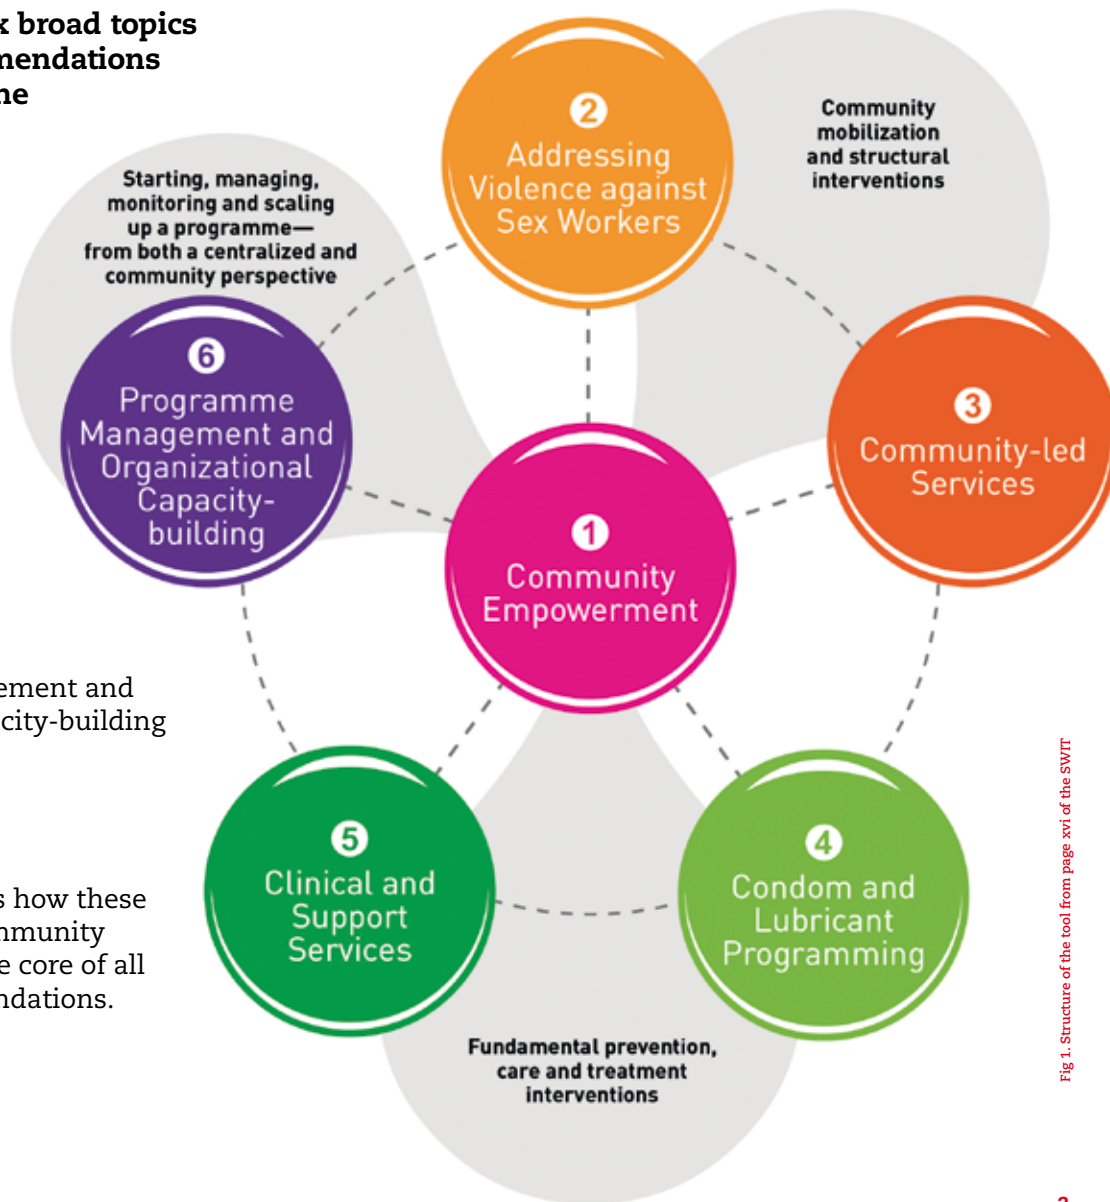 x broad topics
mendations
ne
ement and
city-building
s how these
mmunity
e core of all
ndations.
Starting, managing,
monitoring and scaling
up a programme—
from both a centralized and
community perspective
2
Addressing
Violence against
Sex Workers
Community
mobilization
and structural
interventions
6
Programme
Management and
Organizational
Capacity-
building
3
Community-led
Services
1
Community
Empowerment
5
Clinical and
Support
Services
4
Condom and
Lubricant
Programming
Fundamental prevention,
care and treatment
interventions
Fig 1. Structure of the tool from page xvi of the SWIT